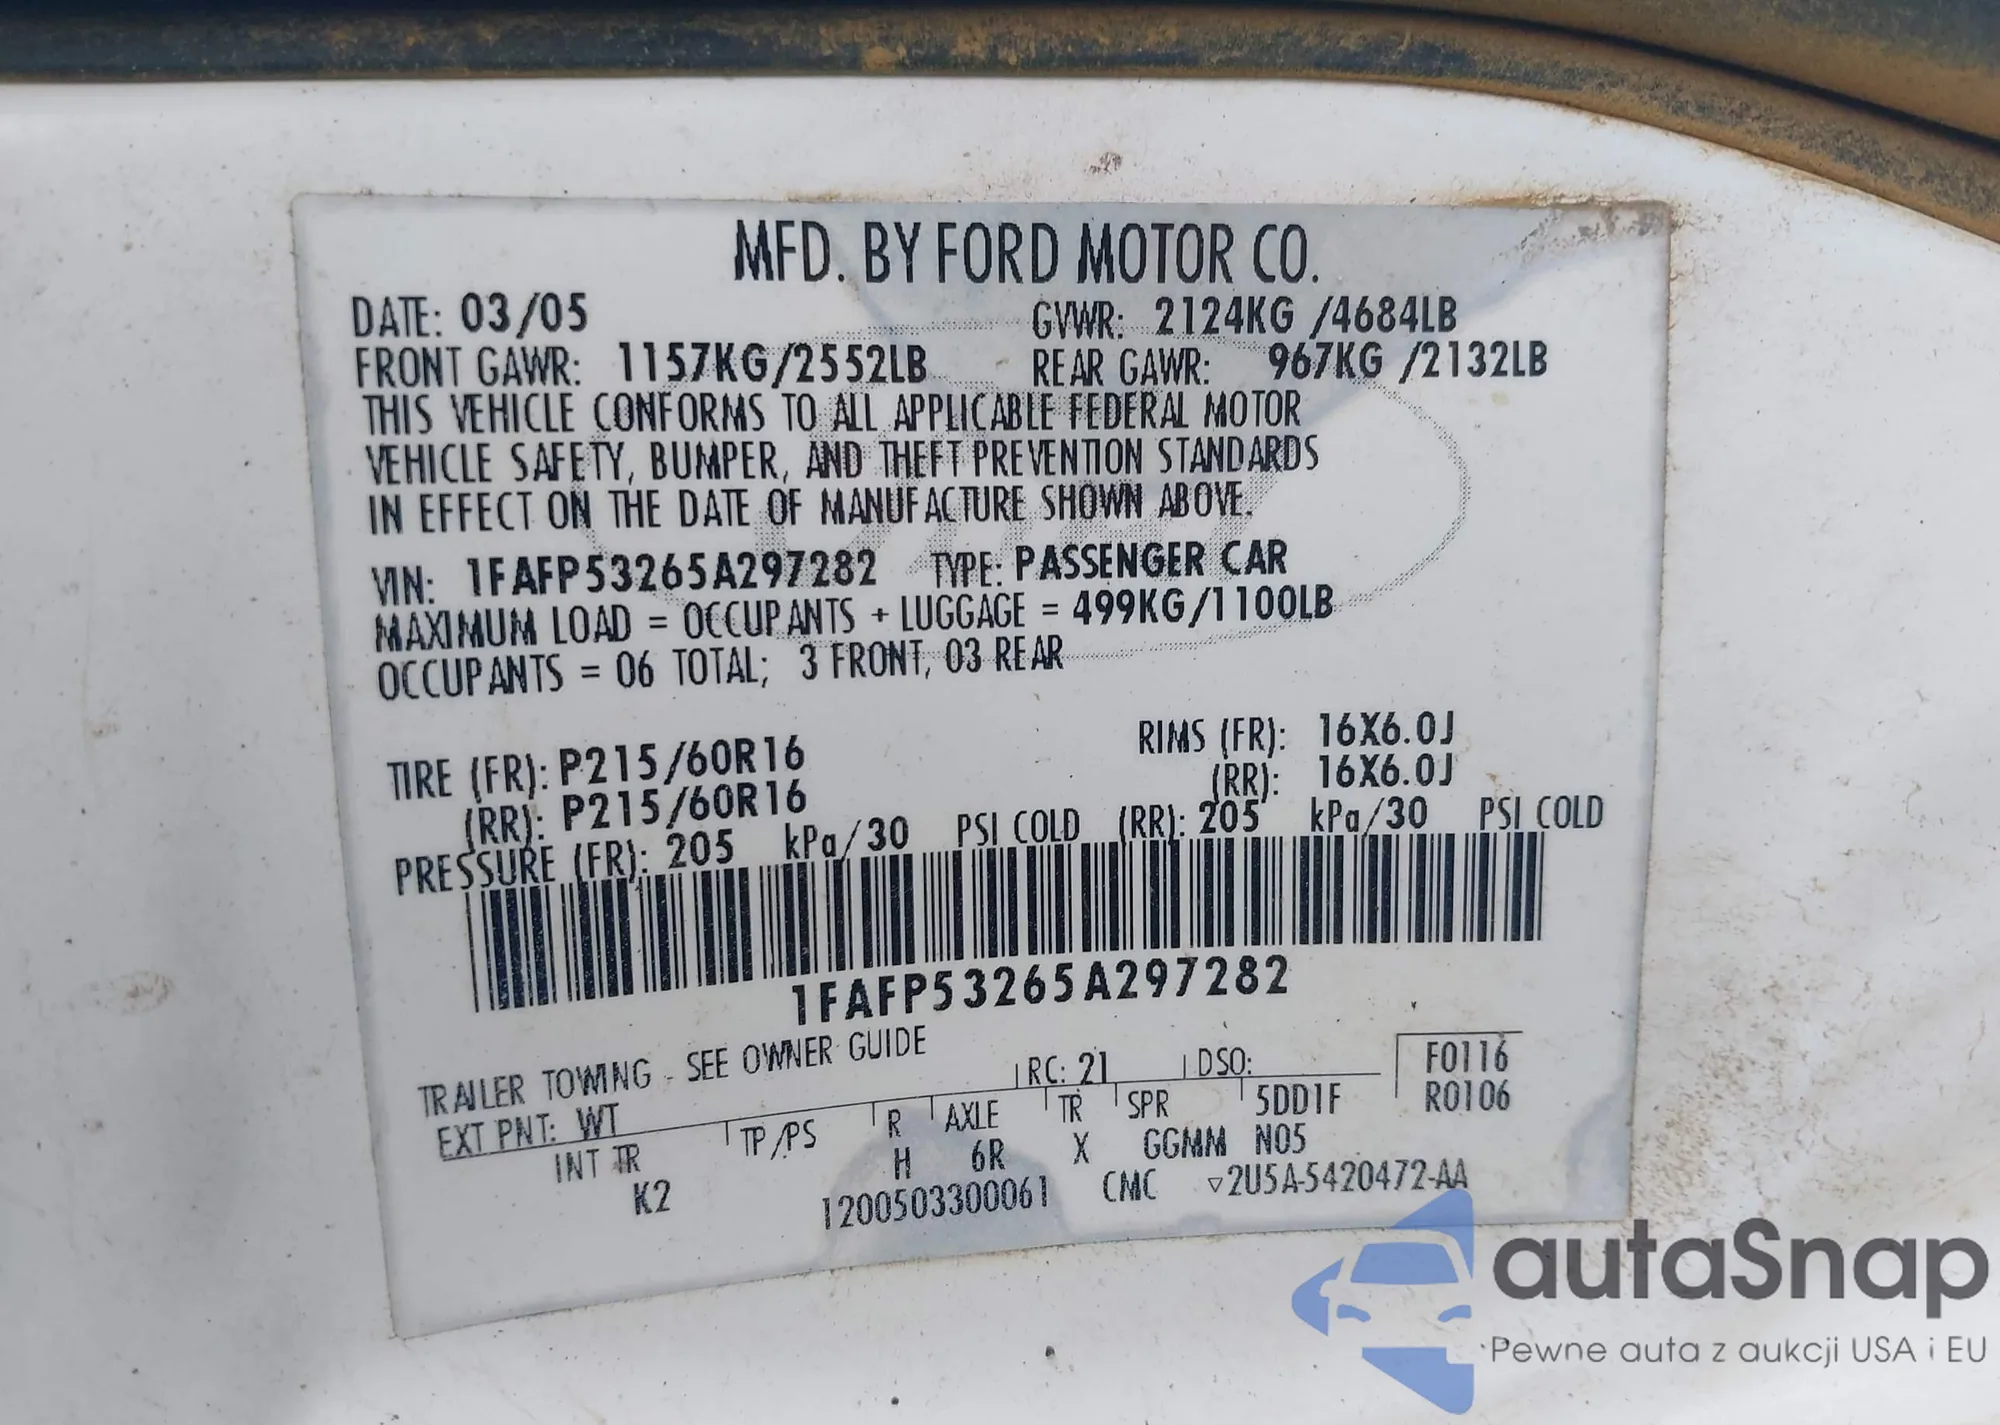 MFD. BY FORD MOTOR CO.
DATE: 03/05 GVWR: 2124KG /4684LB
FRONT GAWR: 1157KG/2552LB REAR GAWR: 967KG /2132LB
THIS VEHICLE CONFORMS TO ALL APPLICABLE FEDERAL MOTOR
VEHICLE SAFETY, BUMPER, AND THEFT PREVENTION STANDARDS
IN EFFECT ON THE DATE OF MANUFACTURE SHOWN ABOVE.
VIN: 1FAFP53265A297282 TYPE: PASSENGER CAR
MAXIMUM LOAD = OCCUPANTS + LUGGAGE = 499KG/1100LB
OCCUPANTS = 06 TOTAL; 3 FRONT, 03 REAR
TIRE (FR): P215/60R16 RIMS (FR): 16X6.0J
(RR): P215/60R16 (RR): 16X6.0J
PRESSURE (FR): 205 kPa/30 PSI COLD (RR): 205 kPa/30 PSI COLD
1FAFP53265A297282
TRAILER TOWING - SEE OWNER GUIDE
EXT PNT: WT RC: 21 DSO: F0116
INT TR TP/PS R AXLE TR SPR 5DD1F R0106
K2 H 6R X GGMM N05
1200503300061 CMC ▽2U5A-5420472-AA
autaSnap
Pewne auta z aukcji USA i EU